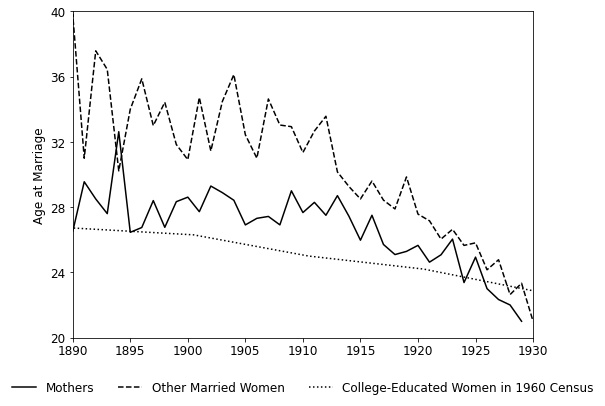 40
36
32
28
24
20
Age at Marriage
1890 1895 1900 1905 1910 1915 1920 1925 1930
Mothers Other Married Women College-Educated Women in 1960 Census